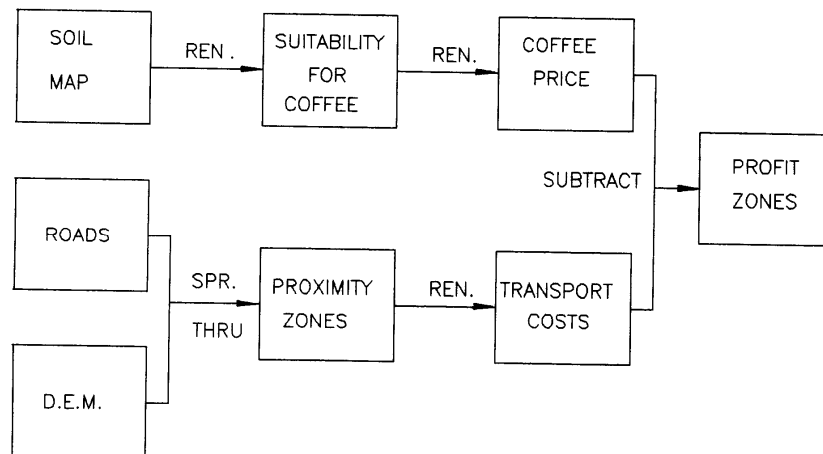 SOIL
MAP
REN.
SUITABILITY
FOR
COFFEE
REN.
COFFEE
PRICE
SUBTRACT
PROFIT
ZONES
ROADS
D.E.M.
SPR.
THRU
PROXIMITY
ZONES
REN.
TRANSPORT
COSTS